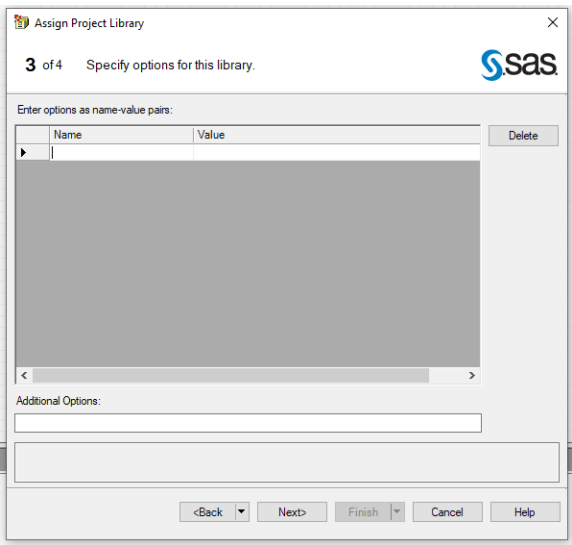 Assign Project Library
3 of 4 Specify options for this library.
sas
Enter options as name-value pairs:
Name Value
Delete
Additional Options:
<Back Next> Finish Cancel Help